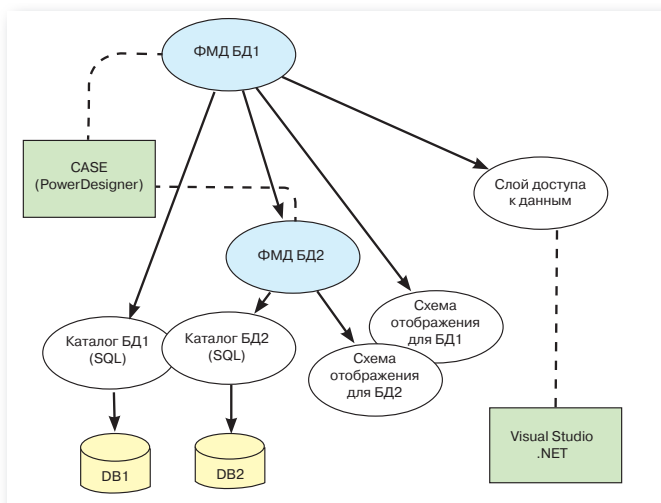 ФМД БД1
CASE
(PowerDesigner)
Слой доступа
к данным
ФМД БД2
Каталог БД1
(SQL)
Каталог БД2
(SQL)
Схема
отображения
для БД1
Схема
отображения
для БД2
DB1
DB2
Visual Studio
.NET